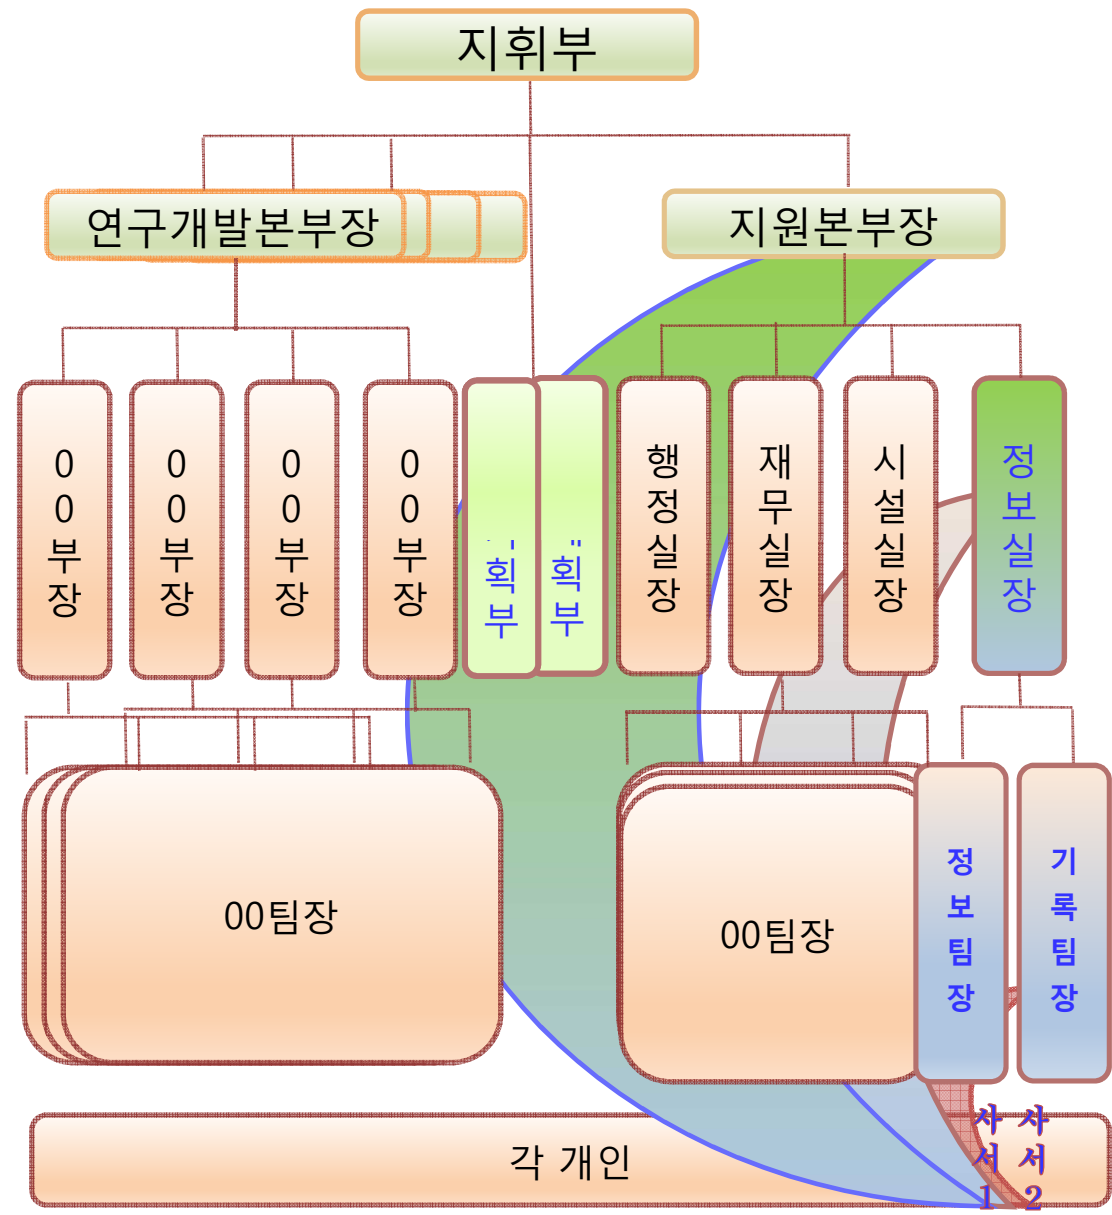 지휘부
연구개발본부장
지원본부장
00부장
00부장
00부장
00부장
획부
획부
행정실장
재무실장
시설실장
정보실장
00팀장
00팀장
정보팀장
기록팀장
각 개인
사서1
사서2